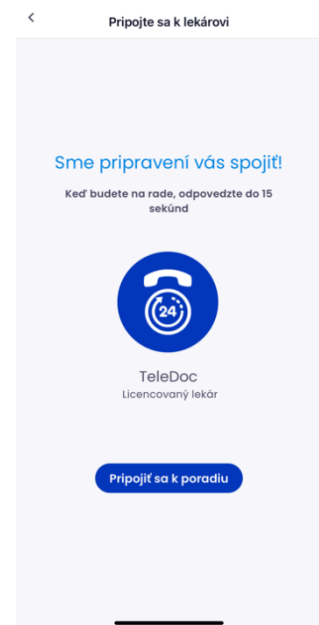 Pripojte sa k lekárovi
Sme pripravení vás spojiť!
Keď budete na rade, odpovedzte do 15
sekúnd
24
TeleDoc
Licencovaný lekár
Pripojiť sa k poradiu